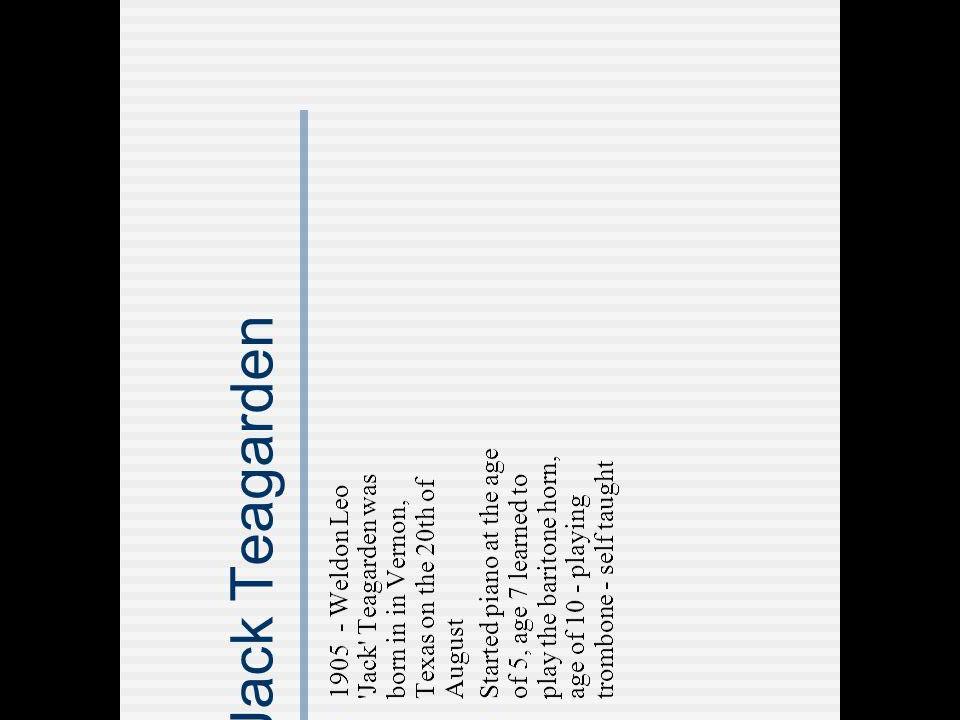 Jack Teagarden
1905 - Weldon Leo
'Jack' Teagarden was
born in in Vernon,
Texas on the 20th of
August
Started piano at the age
of 5, age 7 learned to
play the baritone horn,
age of 10 - playing
trombone - self taught